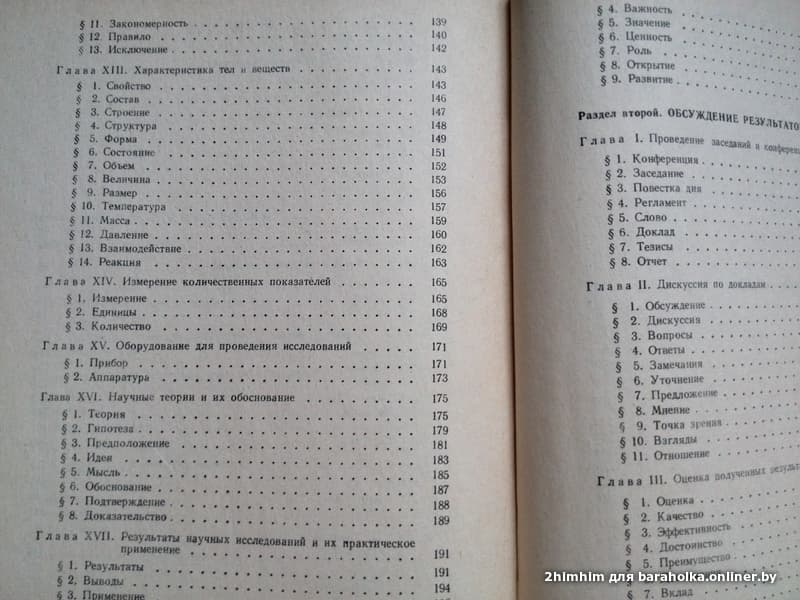 § 11. Закономерность 139
§ 12. Правило 140
§ 13. Исключение 142
Глава XIII. Характеристика тел и веществ 143
§ 1. Свойство 143
§ 2. Состав 146
§ 3. Строение 147
§ 4. Структура 148
§ 5. Форма 149
§ 6. Состояние 151
§ 7. Объем 152
§ 8. Величина 153
§ 9. Размер 156
§ 10. Температура 157
§ 11. Масса 159
§ 12. Давление 160
§ 13. Взаимодействие 162
§ 14. Реакция 163
Глава XIV. Измерение количественных показателей 165
§ 1. Измерение 165
§ 2. Единицы 168
§ 3. Количество 169
Глава XV. Оборудование для проведения исследований 171
§ 1. Прибор 171
§ 2. Аппаратура 173
Глава XVI. Научные теории и их обоснование 175
§ 1. Теория 175
§ 2. Гипотеза 179
§ 3. Предположение 181
§ 4. Идея 183
§ 5. Мысль 185
§ 6. Обоснование 187
§ 7. Подтверждение 188
§ 8. Доказательство 189
Глава XVII. Результаты научных исследований и их практическое
применение 191
§ 1. Результаты 191
§ 2. Выводы 194
§ 3. Применение
§ 4. Важность
§ 5. Значение
§ 6. Ценность
§ 7. Роль
§ 8. Открытие
§ 9. Развитие
Раздел второй. ОБСУЖДЕНИЕ РЕЗУЛЬТАТО
Глава I. Проведение заседаний и конференц
§ 1. Конференция
§ 2. Заседание
§ 3. Повестка дня
§ 4. Регламент
§ 5. Слово
§ 6. Доклад
§ 7. Тезисы
§ 8. Отчет
Глава II. Дискуссия по докладам
§ 1. Обсуждение
§ 2. Дискуссия
§ 3. Вопросы
§ 4. Ответы
§ 5. Замечания
§ 6. Уточнение
§ 7. Предложение
§ 8. Мнение
§ 9. Точка зрения
§ 10. Взгляды
§ 11. Отношение
Глава III. Оценка полученных результ
§ 1. Оценка
§ 2. Качество
§ 3. Эффективность
§ 4. Достоинство
§ 5. Преимущество
§ 7. Вклад
2hlmhlm для baraholka.onliner.by